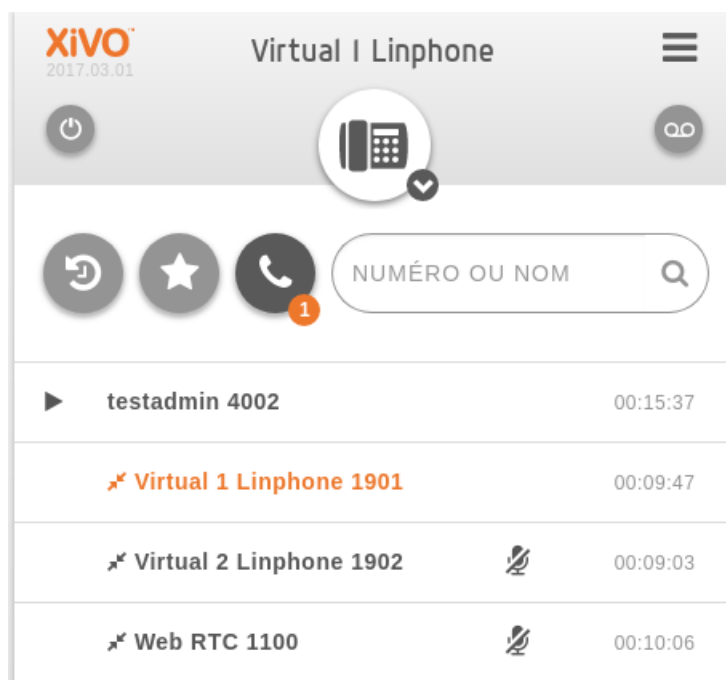 XiVO
2017.03.01
Virtual 1 Linphone
NUMÉRO OU NOM
1
testadmin 4002 00:15:37
Virtual 1 Linphone 1901 00:09:47
Virtual 2 Linphone 1902 00:09:03
Web RTC 1100 00:10:06